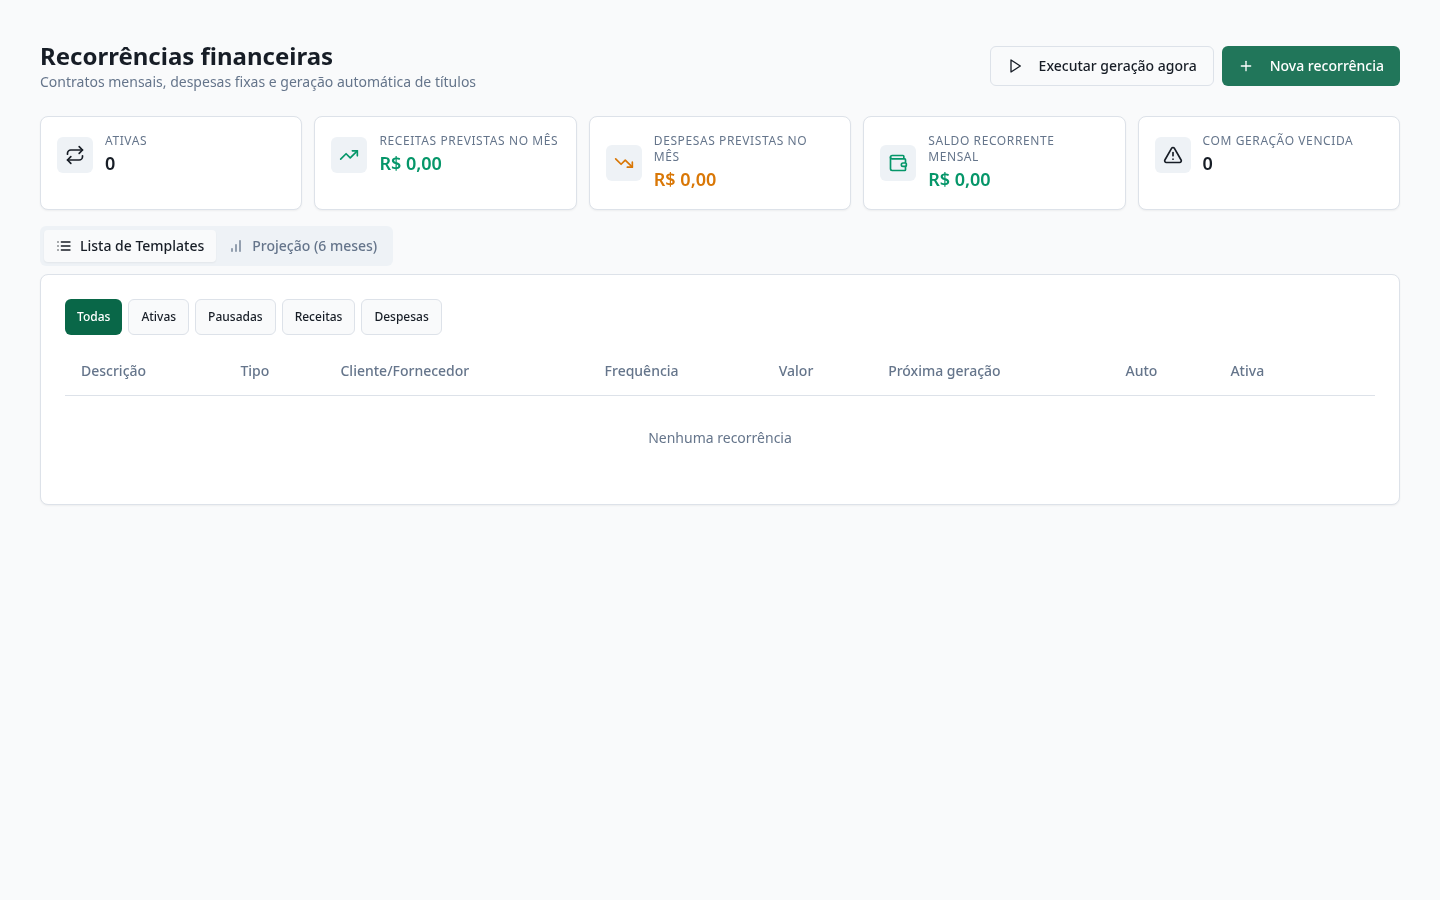 Recorrências financeiras
Contratos mensais, despesas fixas e geração automática de títulos
Executar geração agora
Nova recorrência
ATIVAS
0
RECEITAS PREVISTAS NO MÊS
R$ 0,00
DESPESAS PREVISTAS NO
MÊS
R$ 0,00
SALDO RECORRENTE
MENSAL
R$ 0,00
COM GERAÇÃO VENCIDA
0
Lista de Templates
Projeção (6 meses)
Todas
Ativas
Pausadas
Receitas
Despesas
Descrição Tipo Cliente/Fornecedor Frequência Valor Próxima geração Auto Ativa
Nenhuma recorrência